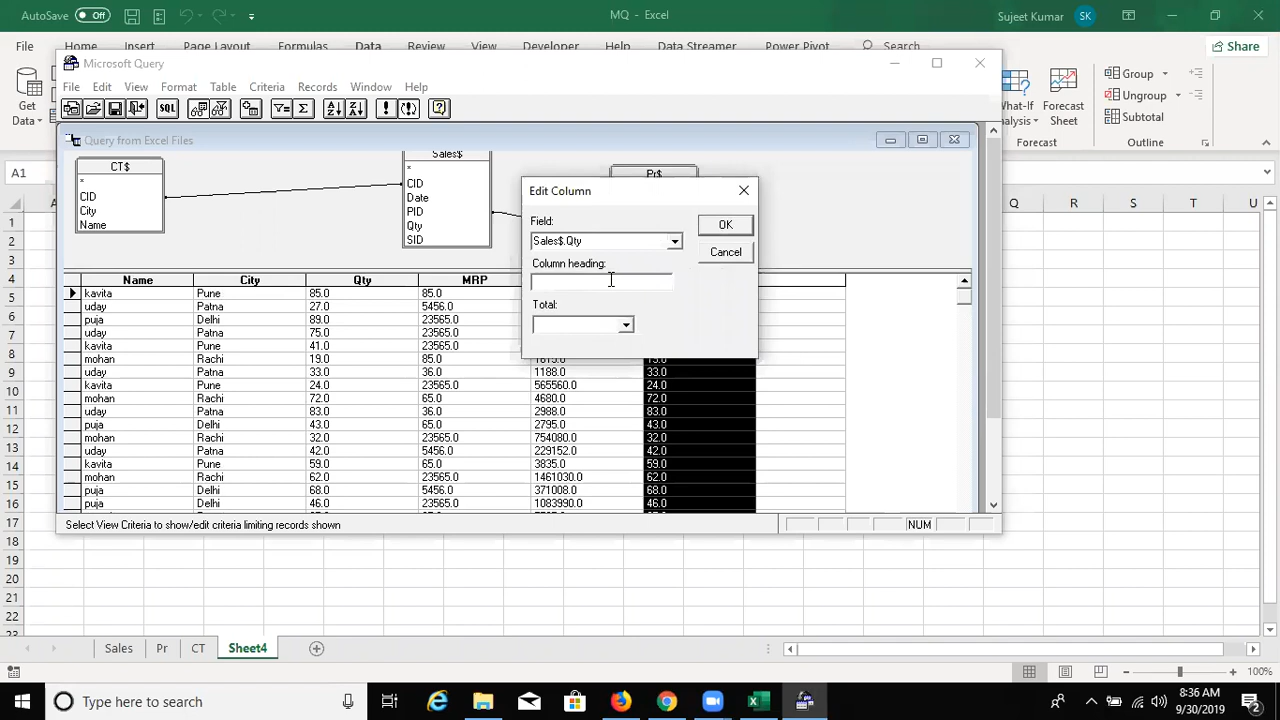 AutoSave Off MQ - Excel Sujeet Kumar SK
File Home Insert Page Layout Formulas Data Review View Developer Help Data Streamer Power Pivot Search Share
Microsoft Query
File Edit View Format Table Criteria Records Window Help
SQL
Get
Data
What-If
Analysis
Forecast
Sheet
Group
Ungroup
Subtotal
Forecast
Outline
Query from Excel Files
A1
CT$
*
CID
City
Name
Sales$
*
CID
Date
PID
Qty
SID
Pr$
Edit Column
Field:
Sales$.Qty
Column heading:
Total:
OK
Cancel
A Q R S T U
Name City Qty MRP
kavita Pune 85.0 85.0
uday Patna 27.0 5456.0
puja Delhi 89.0 23565.0
uday Patna 75.0 23565.0
kavita Pune 41.0 23565.0
mohan Rachi 19.0 85.0 1615.0 19.0
uday Patna 33.0 36.0 1188.0 33.0
kavita Pune 24.0 23565.0 565560.0 24.0
mohan Rachi 72.0 65.0 4680.0 72.0
uday Patna 83.0 36.0 2988.0 83.0
puja Delhi 43.0 65.0 2795.0 43.0
mohan Rachi 32.0 23565.0 754080.0 32.0
uday Patna 42.0 5456.0 229152.0 42.0
kavita Pune 59.0 65.0 3835.0 59.0
mohan Rachi 62.0 23565.0 1461030.0 62.0
puja Delhi 68.0 5456.0 371008.0 68.0
puja Delhi 46.0 23565.0 1083990.0 46.0
Select View Criteria to show/edit criteria limiting records shown NUM
1
2
3
4
5
6
7
8
9
10
11
12
13
14
15
16
17
18
19
20
21
22
23
Sales Pr CT Sheet4
100%
Type here to search
8:36 AM
9/30/2019
2